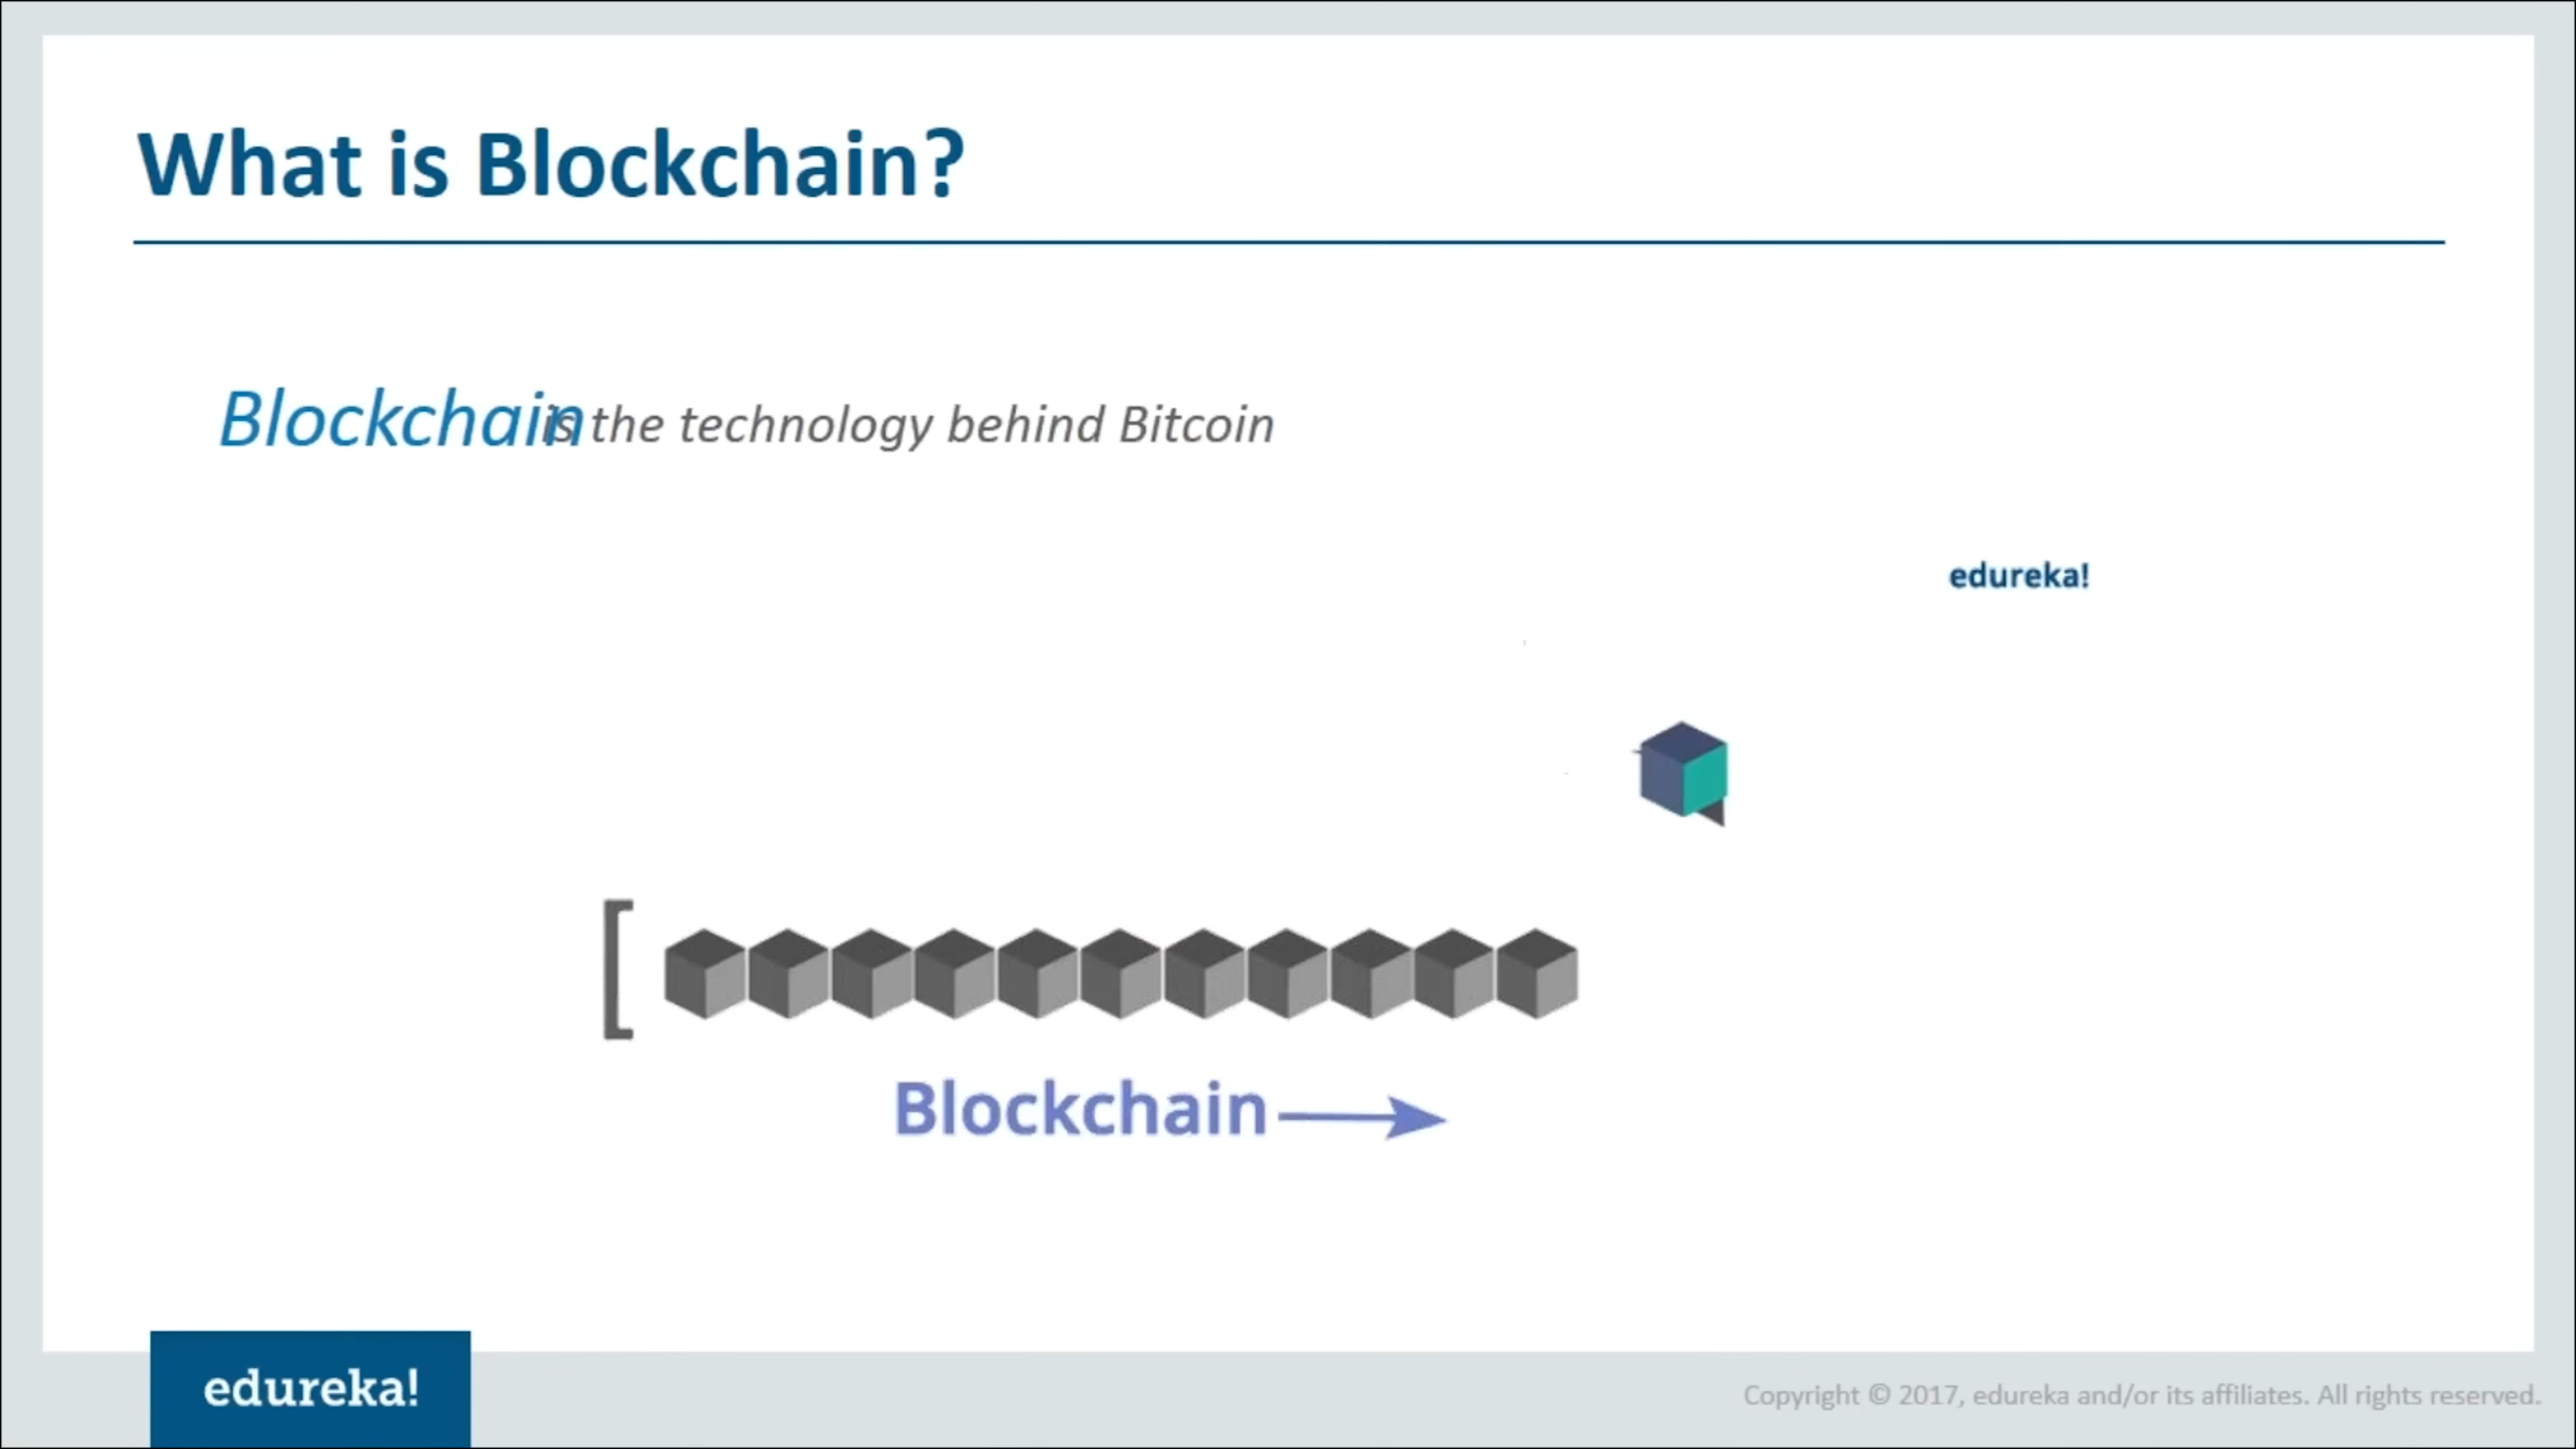 What is Blockchain?
Blockchain is the technology behind Bitcoin
edureka!
[
Blockchain
edureka!
Copyright © 2017, edureka and/or its affiliates. All rights reserved.